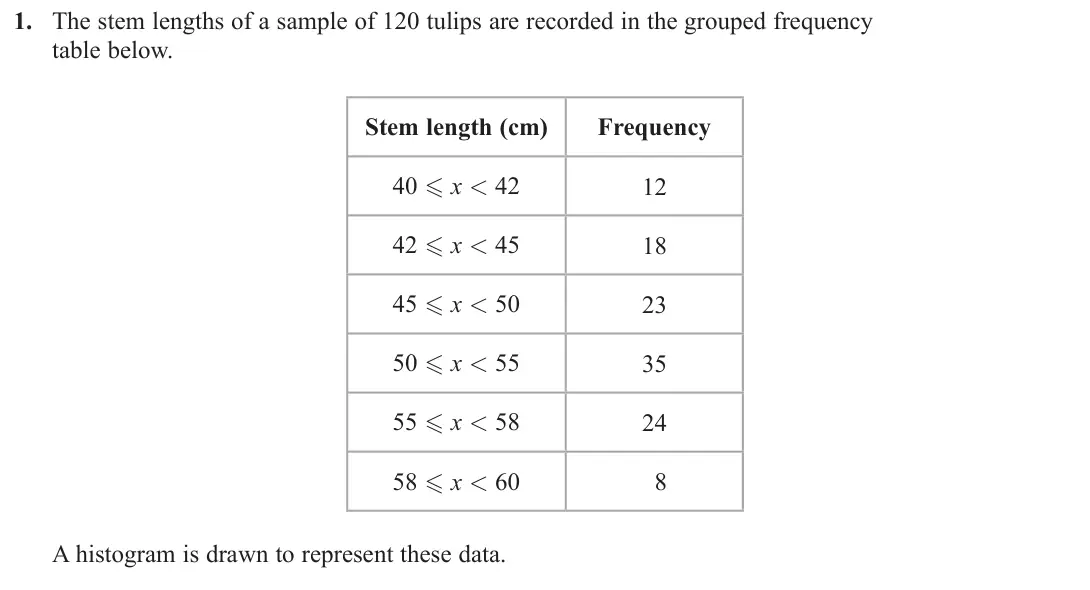 1. The stem lengths of a sample of 120 tulips are recorded in the grouped frequency
table below.
Stem length (cm) Frequency
40 ⩽ x < 42 12
42 ⩽ x < 45 18
45 ⩽ x < 50 23
50 ⩽ x < 55 35
55 ⩽ x < 58 24
58 ⩽ x < 60 8
A histogram is drawn to represent these data.